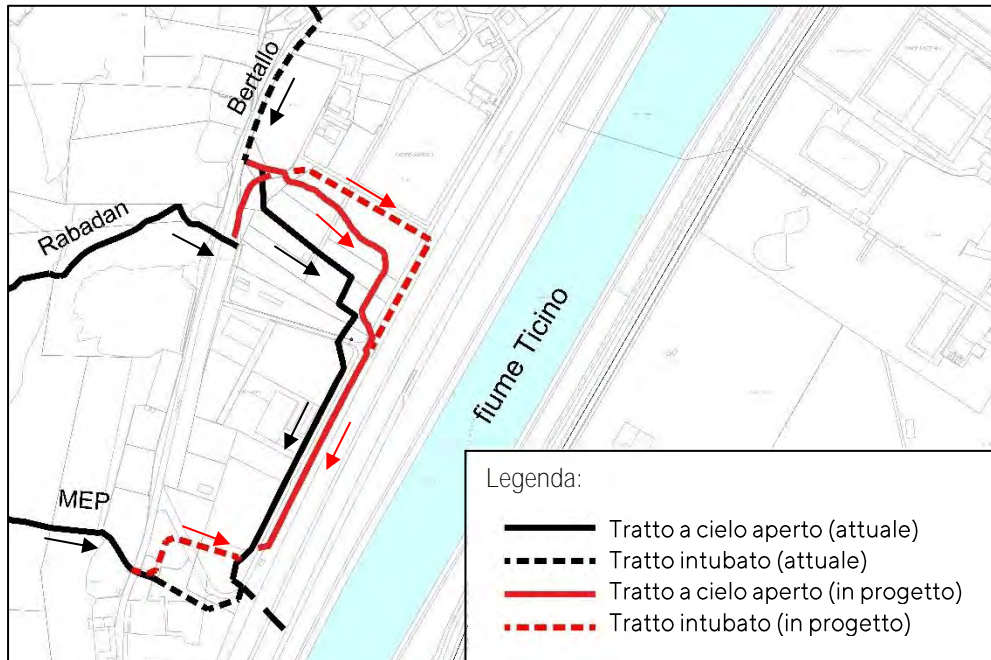 Bertallo
Rabadan
fiume Ticino
MEP
Legenda:
Tratto a cielo aperto (attuale)
Tratto intubato (attuale)
Tratto a cielo aperto (in progetto)
Tratto intubato (in progetto)